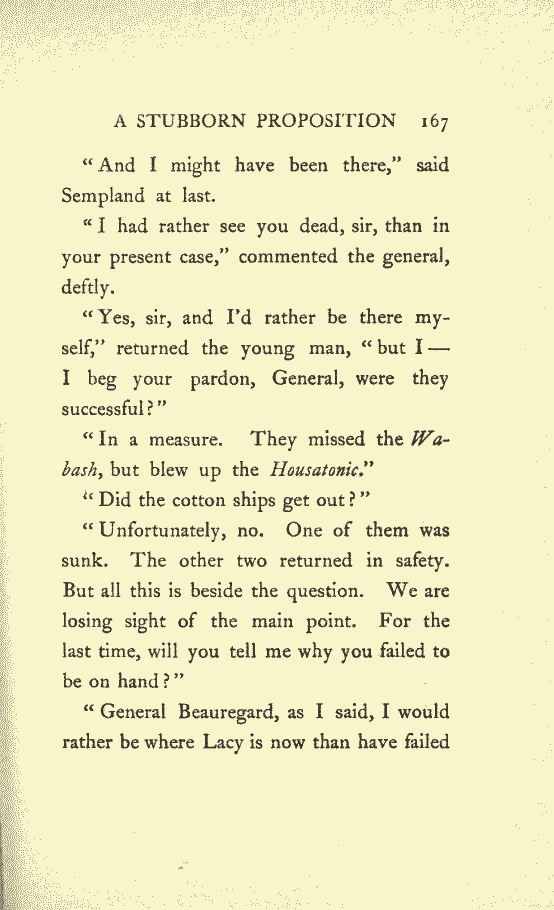 A STUBBORN PROPOSITION 167
"And I might have been there," said
Sempland at last.
"I had rather see you dead, sir, than in
your present case," commented the general,
deftly.
"Yes, sir, and I'd rather be there my-
self," returned the young man, "but I—
I beg your pardon, General, were they
successful?"
"In a measure. They missed the Wa-
bash, but blew up the Housatonic."
"Did the cotton ships get out?"
"Unfortunately, no. One of them was
sunk. The other two returned in safety.
But all this is beside the question. We are
losing sight of the main point. For the
last time, will you tell me why you failed to
be on hand?"
"General Beauregard, as I said, I would
rather be where Lacy is now than have failed